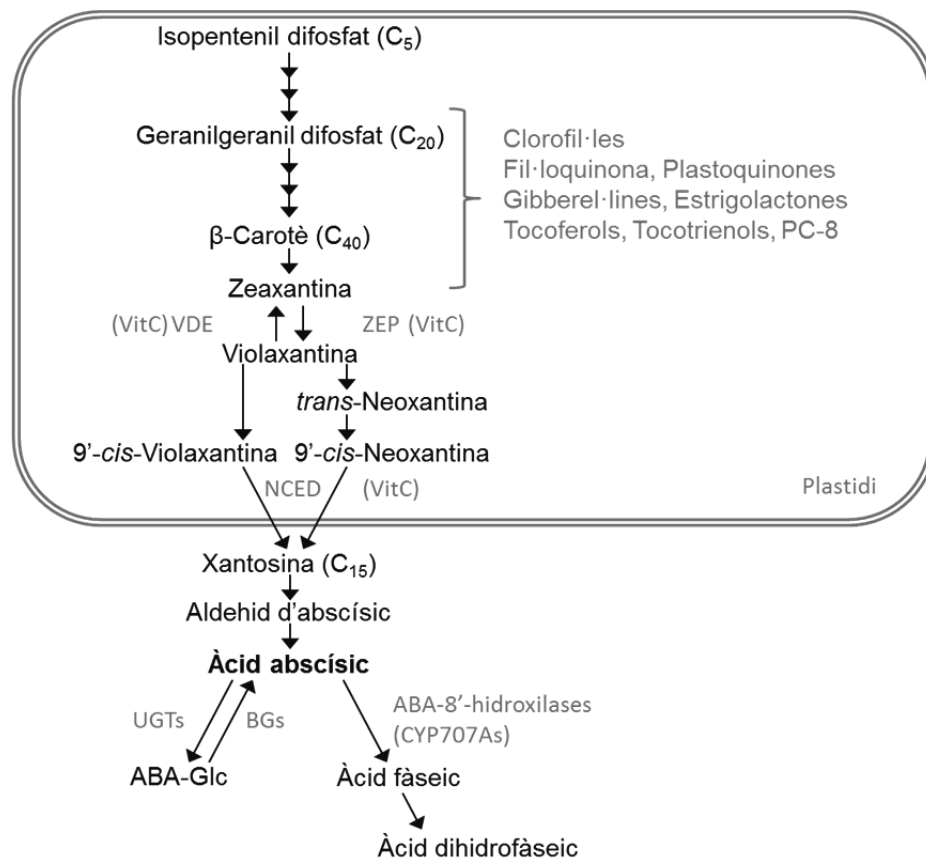 Isopentenil difosfat (C5)
Geranilgeranil difosfat (C20)
Clorofil·les
Fil·loquinona, Plastoquinones
Gibberel·lines, Estrigolactones
Tocoferols, Tocotrienols, PC-8
β-Carotè (C40)
Zeaxantina
(VitC) VDE
ZEP (VitC)
Violaxantina
trans-Neoxantina
9’-cis-Violaxantina
9’-cis-Neoxantina
NCED
(VitC)
Plastidi
Xantosina (C15)
Aldehid d’abscísic
Àcid abscísic
UGTs
BGs
ABA-8’-hidroxilases
(CYP707As)
ABA-Glc
Àcid fàseic
Àcid dihidrofàseic